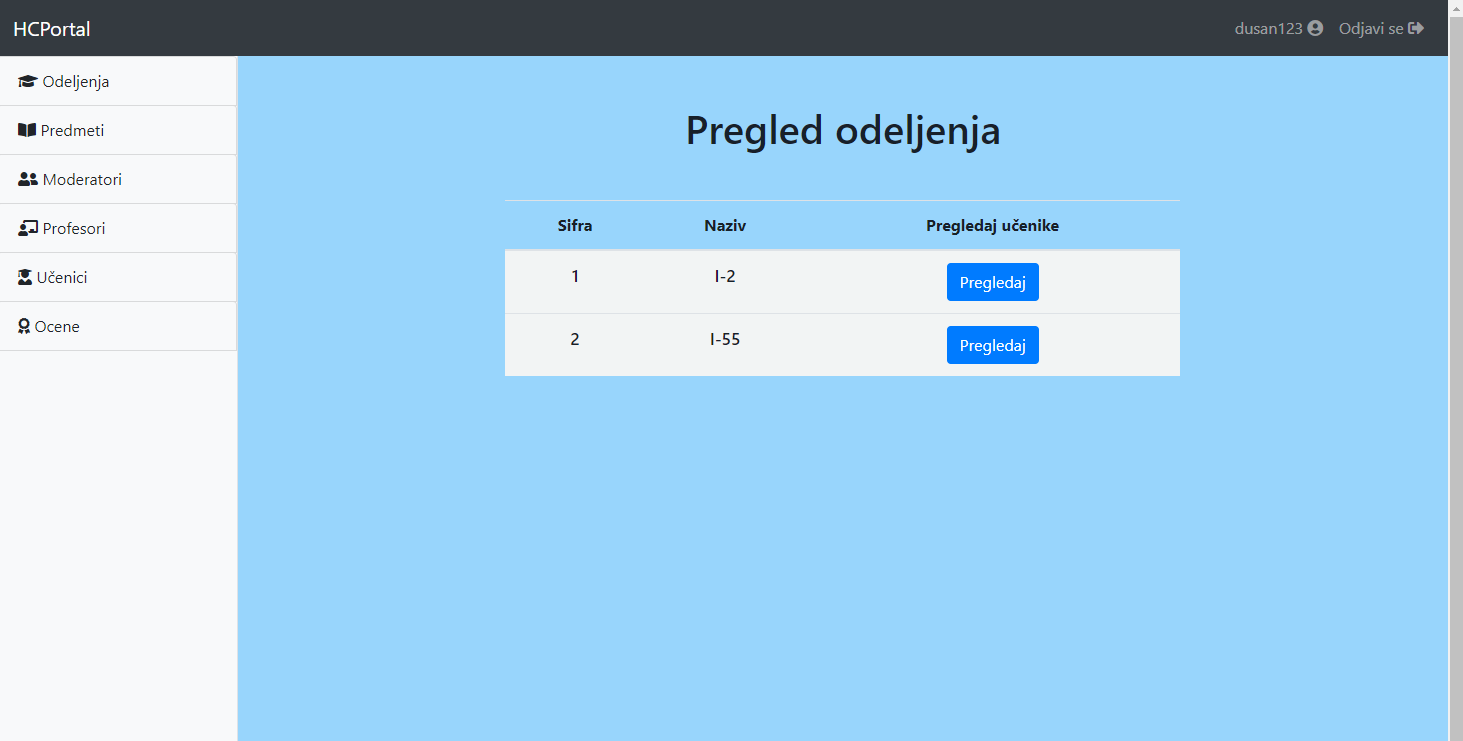 HCPortal
dusan123 Odjavi se
Odeljenja
Predmeti
Moderatori
Profesori
Učenici
Ocene
Pregled odeljenja
Sifra Naziv Pregledaj učenike
1 I-2 Pregledaj
2 I-55 Pregledaj